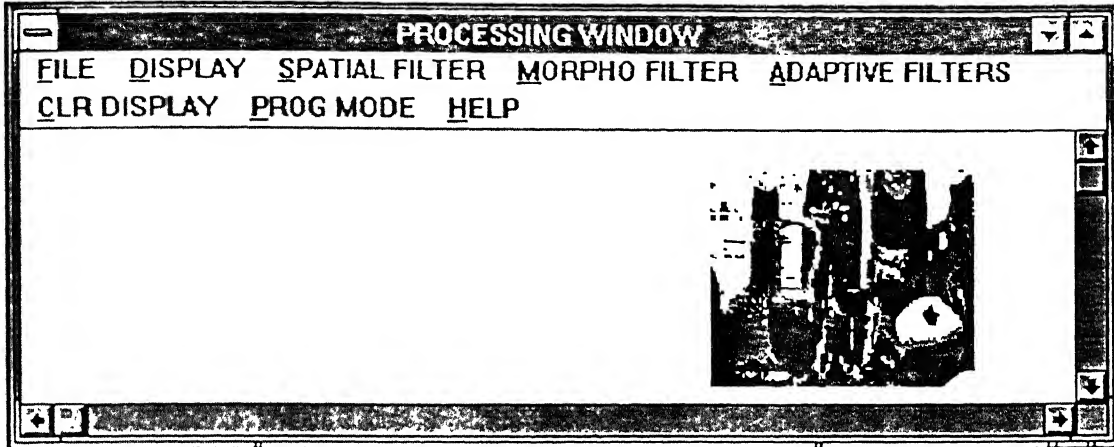 PROCESSING WINDOW
FILE DISPLAY SPATIAL FILTER MORPHO FILTER ADAPTIVE FILTERS
CLR DISPLAY PROG MODE HELP